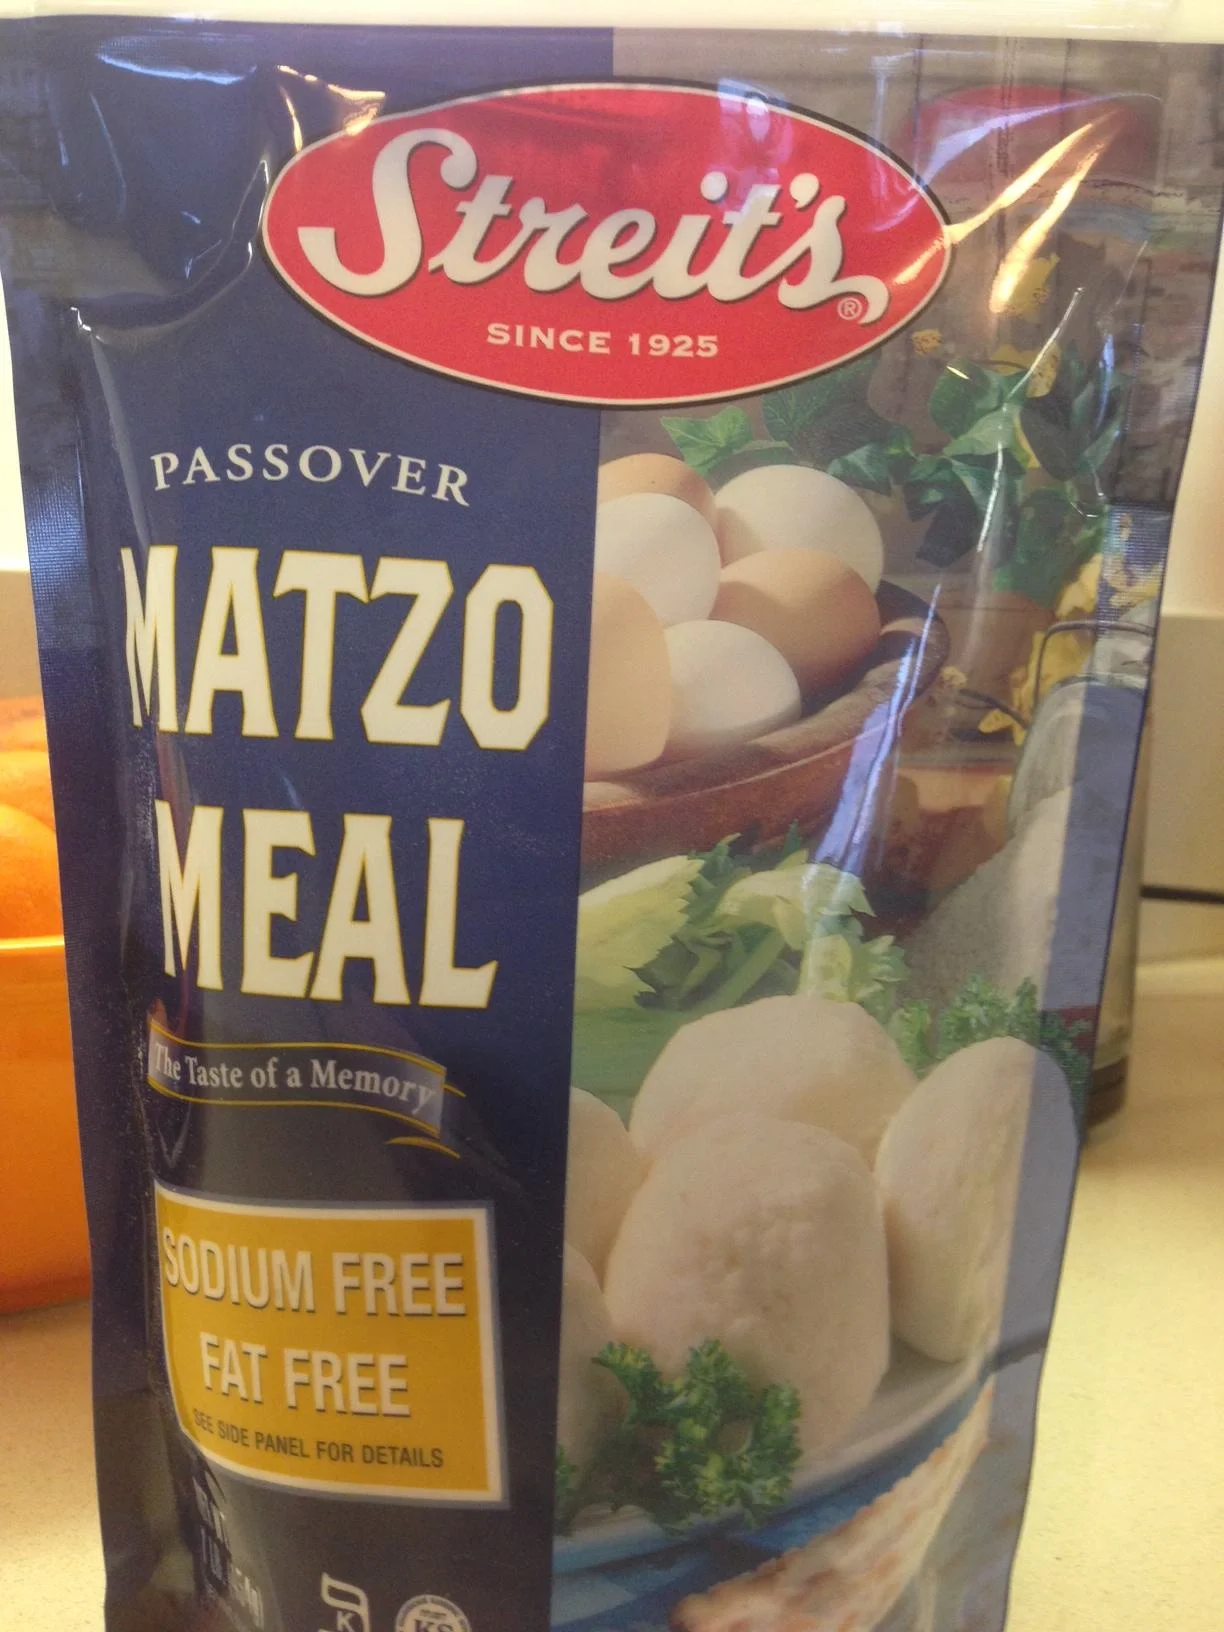 Streit's®
SINCE 1925
PASSOVER
MATZO
MEAL
The Taste of a Memory
SODIUM FREE
FAT FREE
SEE SIDE PANEL FOR DETAILS
K